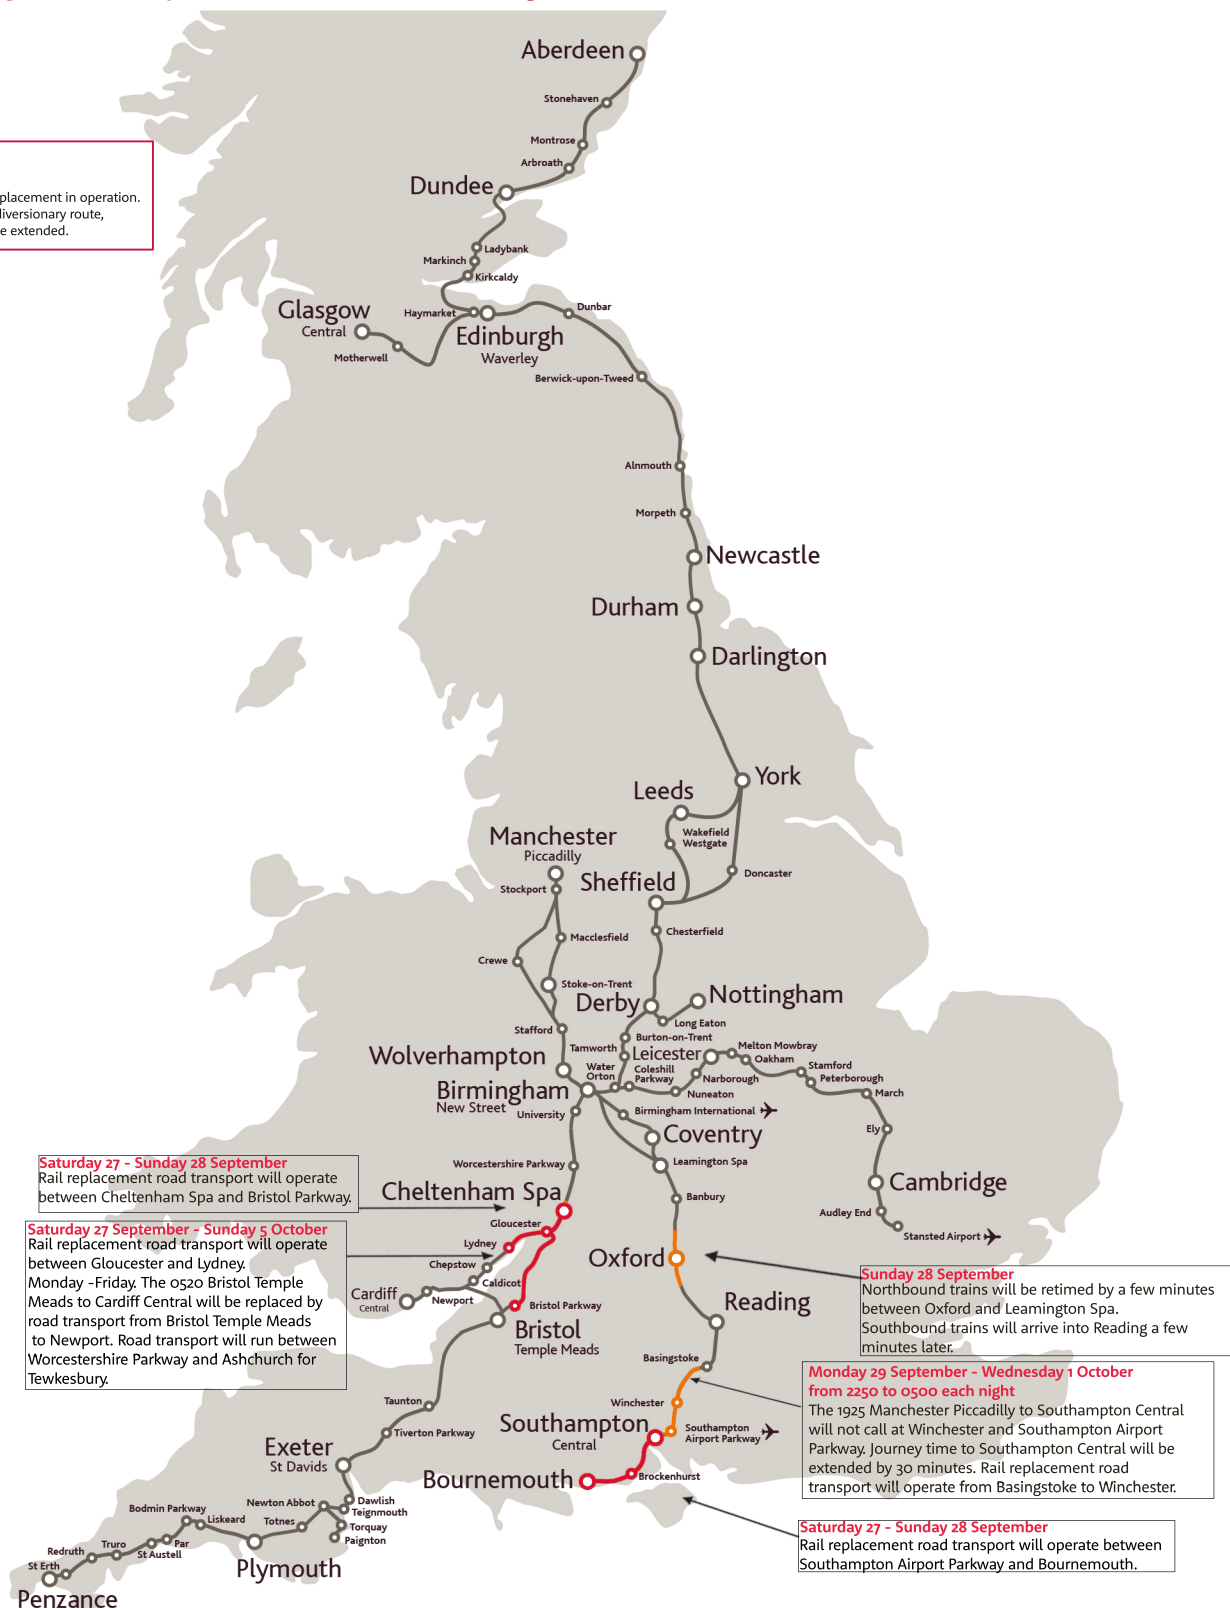 Aberdeen
Stonehaven
Montrose
Arbroath
placement in operation.
diversionary route,
e extended.
Dundee
Ladybank
Markinch
Kirkcaldy
Glasgow
Central
Haymarket
Dunbar
Edinburgh
Waverley
Motherwell
Berwick-upon-Tweed
Alnmouth
Morpeth
Newcastle
Durham
Darlington
York
Leeds
Wakefield
Westgate
Manchester
Piccadilly
Stockport
Sheffield
Doncaster
Macclesfield
Chesterfield
Crewe
Stoke-on-Trent
Derby
Nottingham
Long Eaton
Stafford
Burton-on-Trent
Tamworth
Wolverhampton
Leicester
Melton Mowbray
Oakham
Stamford
Peterborough
March
Water
Orton
Coleshill
Parkway
Narborough
Nuneaton
Birmingham
New Street
University
Birmingham International
Coventry
Ely
Leamington Spa
Worcestershire Parkway
Cambridge
Cheltenham Spa
Banbury
Audley End
Stansted Airport
Saturday 27 - Sunday 28 September
Rail replacement road transport will operate
between Cheltenham Spa and Bristol Parkway.
Saturday 27 September - Sunday 5 October
Rail replacement road transport will operate
between Gloucester and Lydney.
Monday -Friday. The 0520 Bristol Temple
Meads to Cardiff Central will be replaced by
road transport from Bristol Temple Meads
to Newport. Road transport will run between
Worcestershire Parkway and Ashchurch for
Tewkesbury.
Gloucester
Lydney
Chepstow
Caldicot
Cardiff
Central
Newport
Bristol Parkway
Bristol
Temple Meads
Oxford
Reading
Sunday 28 September
Northbound trains will be retimed by a few minutes
between Oxford and Leamington Spa.
Southbound trains will arrive into Reading a few
minutes later.
Basingstoke
Winchester
Monday 29 September - Wednesday 1 October
from 2250 to 0500 each night
The 1925 Manchester Piccadilly to Southampton Central
will not call at Winchester and Southampton Airport
Parkway. Journey time to Southampton Central will be
extended by 30 minutes. Rail replacement road
transport will operate from Basingstoke to Winchester.
Southampton
Central
Southampton
Airport Parkway
Brockenhurst
Bournemouth
Saturday 27 - Sunday 28 September
Rail replacement road transport will operate between
Southampton Airport Parkway and Bournemouth.
Taunton
Tiverton Parkway
Exeter
St Davids
Dawlish
Teignmouth
Newton Abbot
Torquay
Paignton
Totnes
Bodmin Parkway
Liskeard
Plymouth
Par
St Austell
Truro
Redruth
St Erth
Penzance